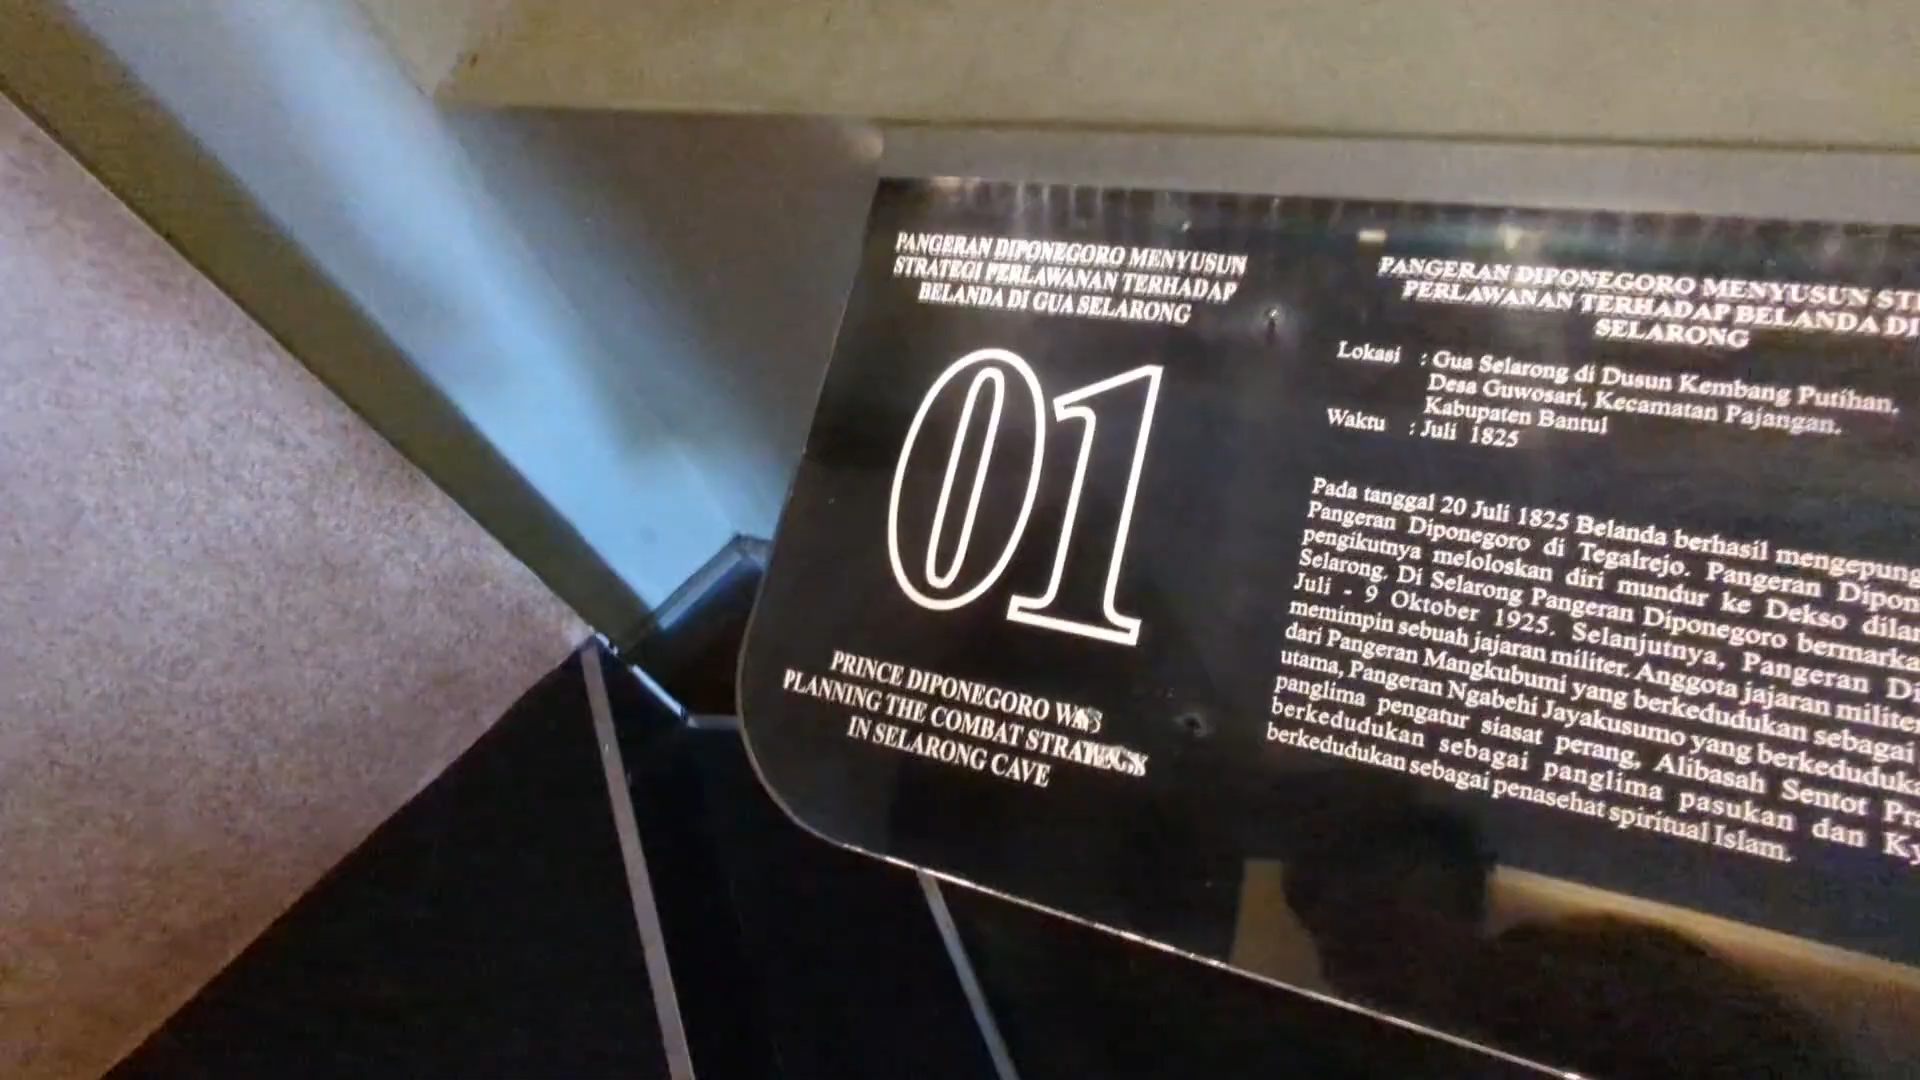 PANGERAN DIPONEGORO MENYUSUN
STRATEGI PERLAWANAN TERHADAP
BELANDA DI GUA SELARONG
01
PRINCE DIPONEGORO WAS
PLANNING THE COMBAT STRATEGY
IN SELARONG CAVE
PANGERAN DIPONEGORO MENYUSUN
PERLAWANAN TERHADAP BELANDA DI
SELARONG
Lokasi : Gua Selarong di Dusun Kembang Putihan,
Desa Guwosari, Kecamatan Pajangan,
Kabupaten Bantul
Waktu : Juli 1825
Pada tanggal 20 Juli 1825 Belanda berhasil mengepung
Pangeran Diponegoro di Tegalrejo. Pangeran
pengikutnya meloloskan diri mundur ke Dekso
Selarong. Di Selarong Pangeran Diponegoro
Juli - 9 Oktober 1925. Selanjutnya, Pangeran
memimpin sebuah jajaran militer. Anggota jajaran
dari Pangeran Mangkubumi yang berkedudukan sebagai
utama, Pangeran Ngabehi Jayakusumo yang
panglima pengatur siasat perang, Alibasah Sentot
berkedudukan sebagai panglima pasukan dan
berkedudukan sebagai penasehat spiritual Islam.